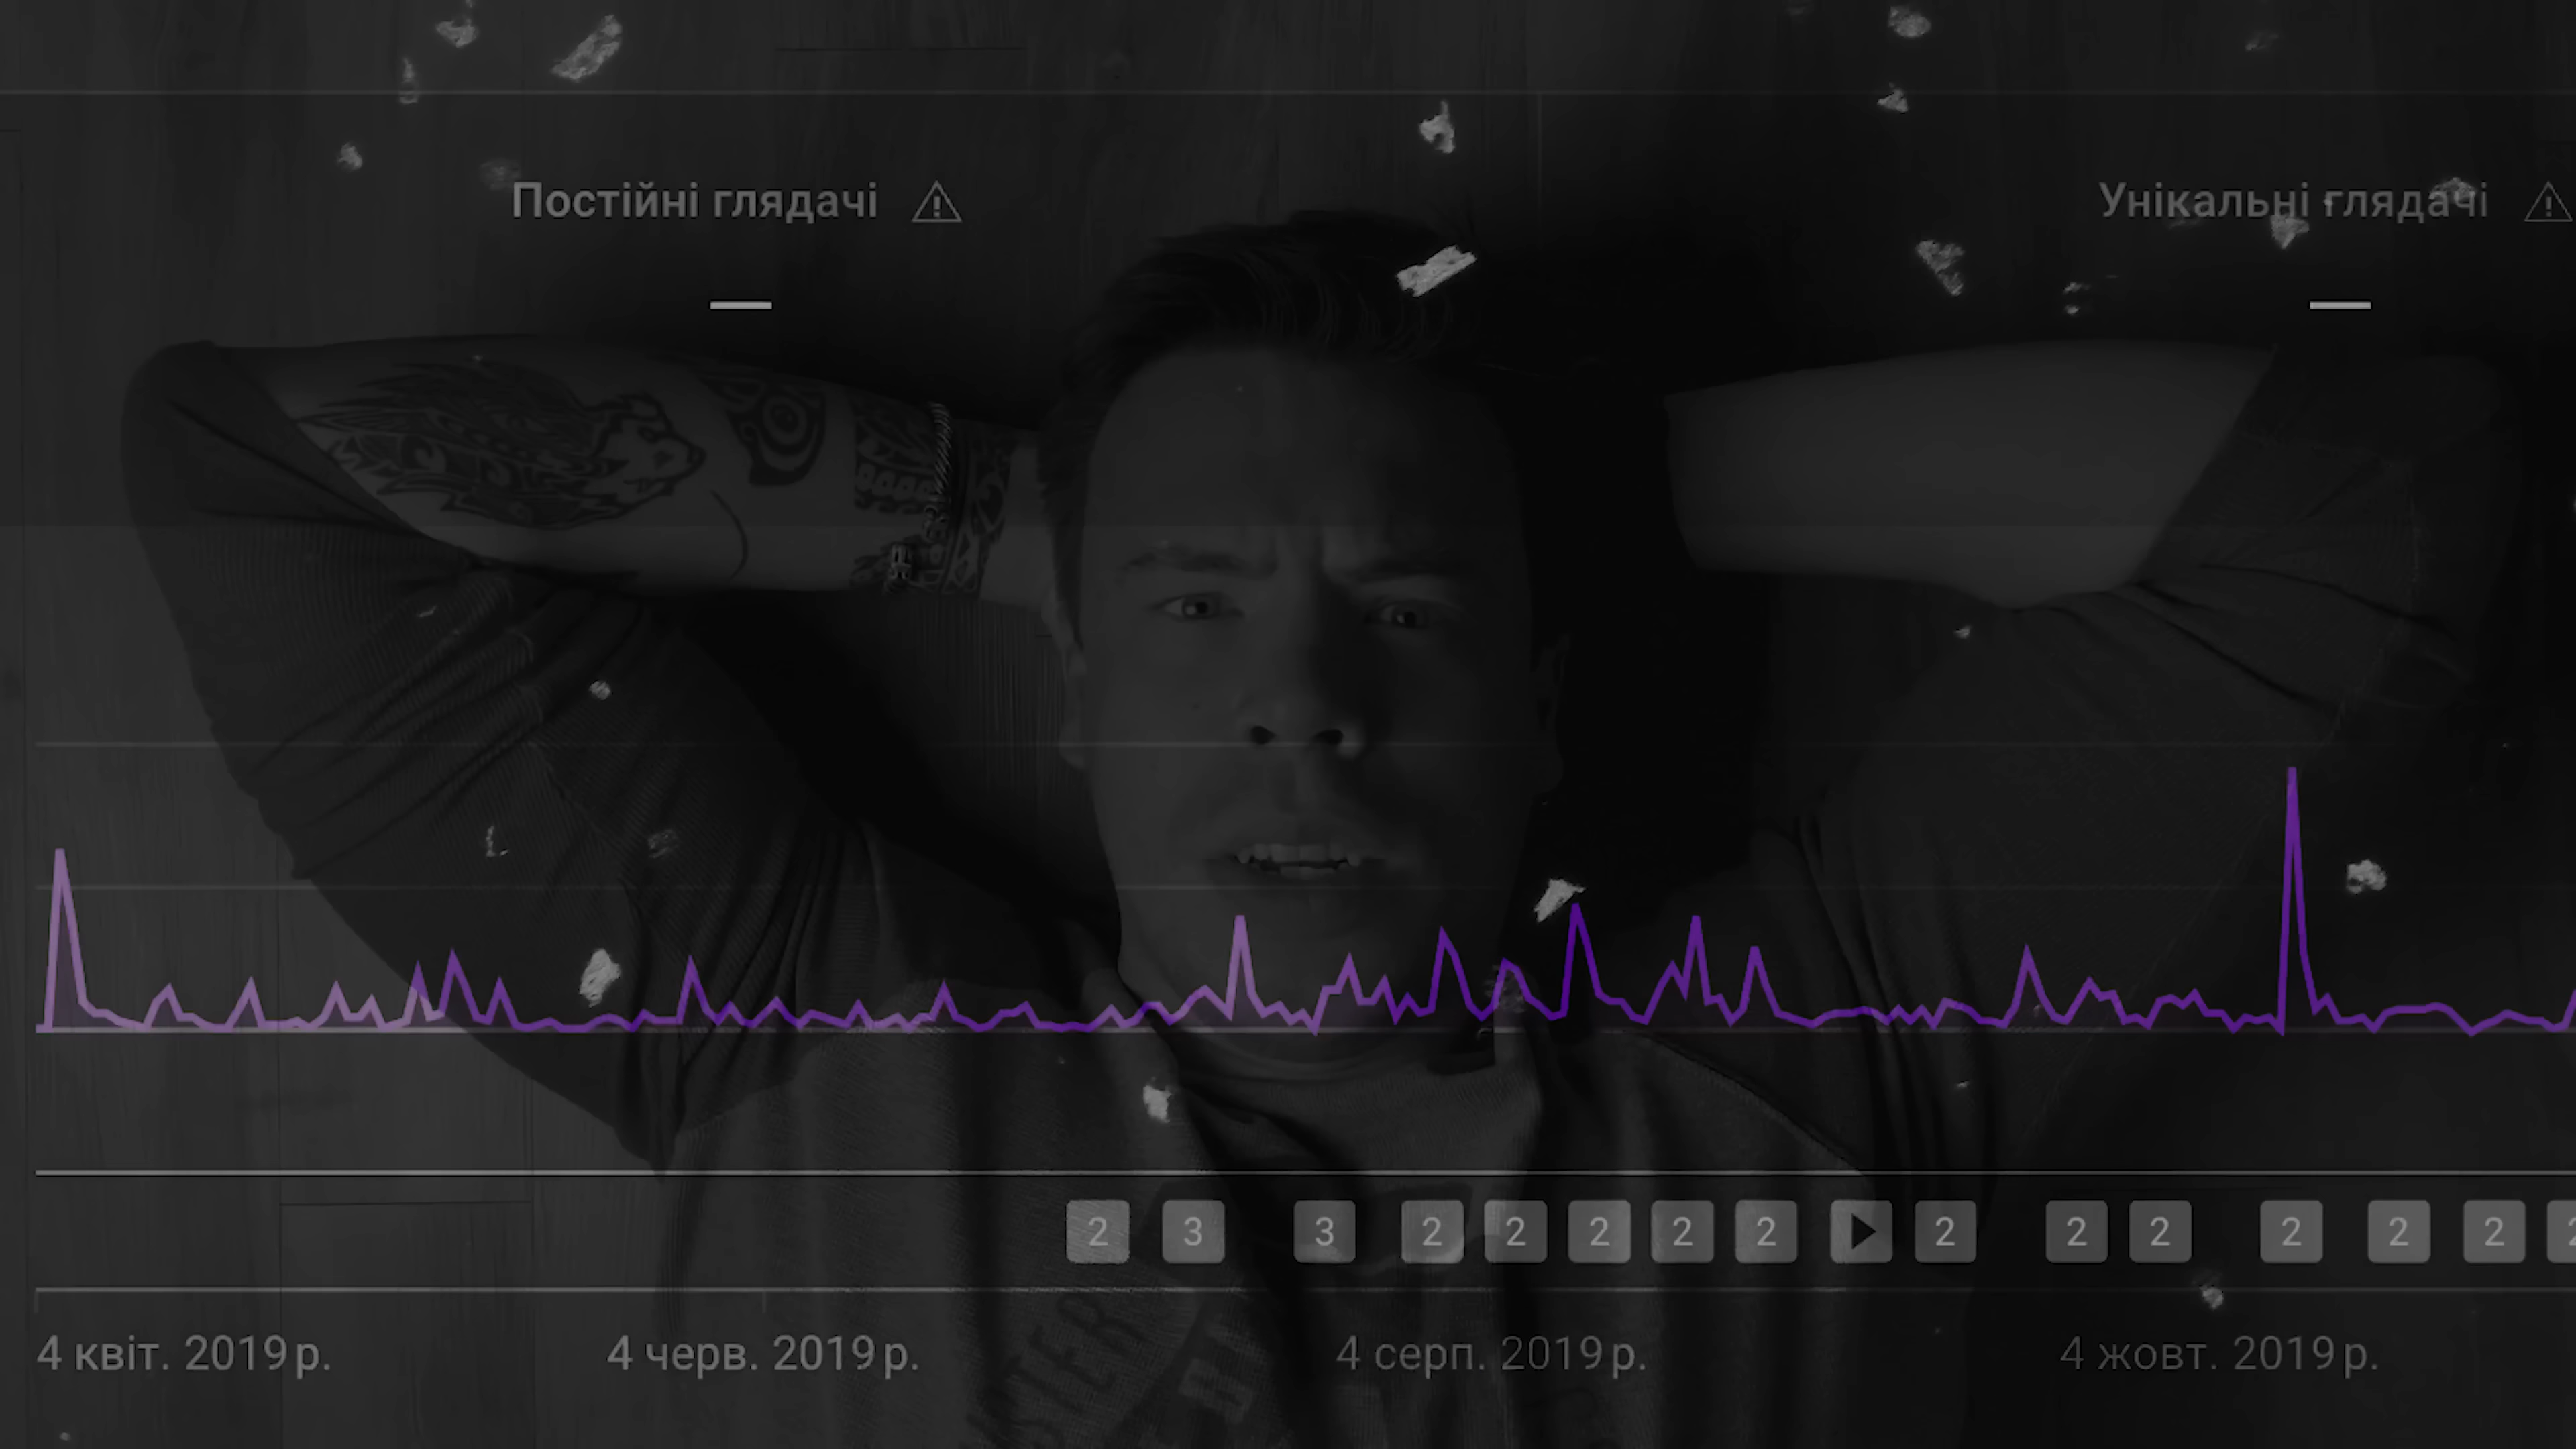 Постійні глядачі
Унікальні глядачі
2 3 3 2 2 2 2 2 2 2 2 2 2 2 2
4 квіт. 2019 р. 4 черв. 2019 р. 4 серп. 2019 р. 4 жовт. 2019 р.